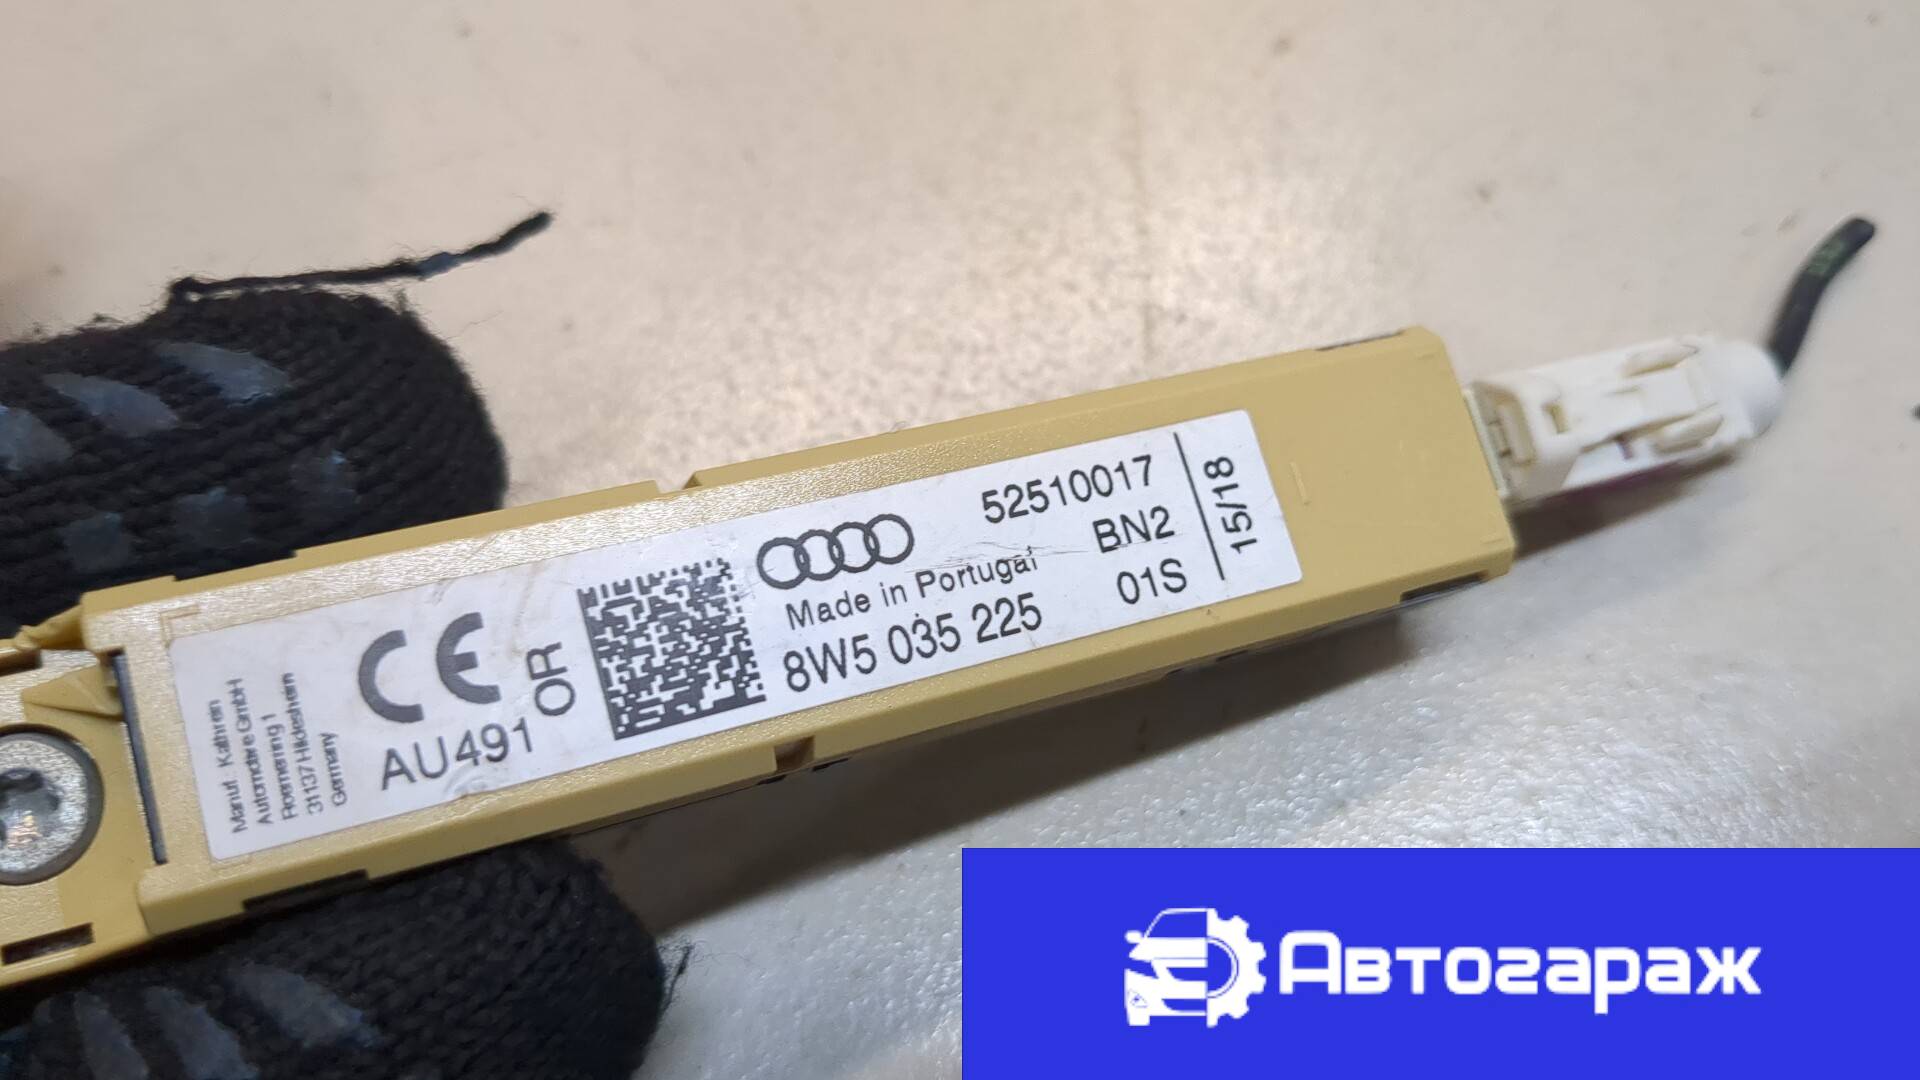 Manuf. Kathrein
Automotive GmbH
Roemerring 1
31137 Hildesheim
Germany
CE
AU491
OR
Made in Portugal
8W5 035 225
52510017
BN2
01S
15/18
Автогараж